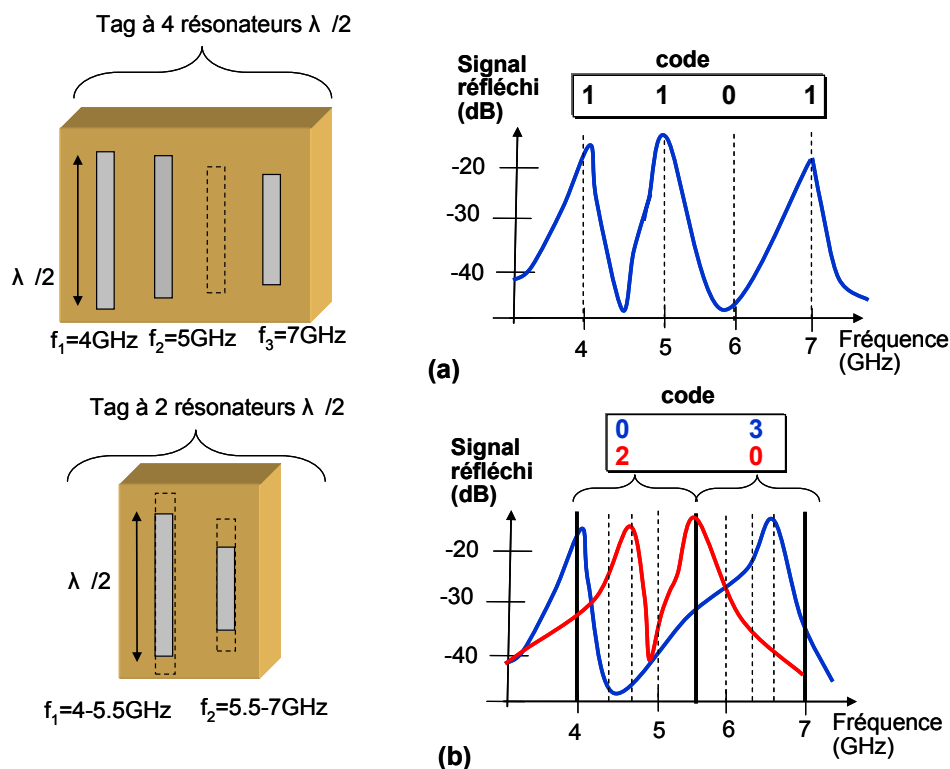 Tag à 4 résonateurs λ /2
λ /2
f1=4GHz f2=5GHz f3=7GHz
Signal
réfléchi
(dB)
code
1 1 0 1
-20
-30
-40
4 5 6 7
Fréquence
(GHz)
(a)
Tag à 2 résonateurs λ /2
λ /2
f1=4-5.5GHz f2=5.5-7GHz
Signal
réfléchi
(dB)
code
0 3
2 0
-20
-30
-40
4 5 6 7
Fréquence
(GHz)
(b)